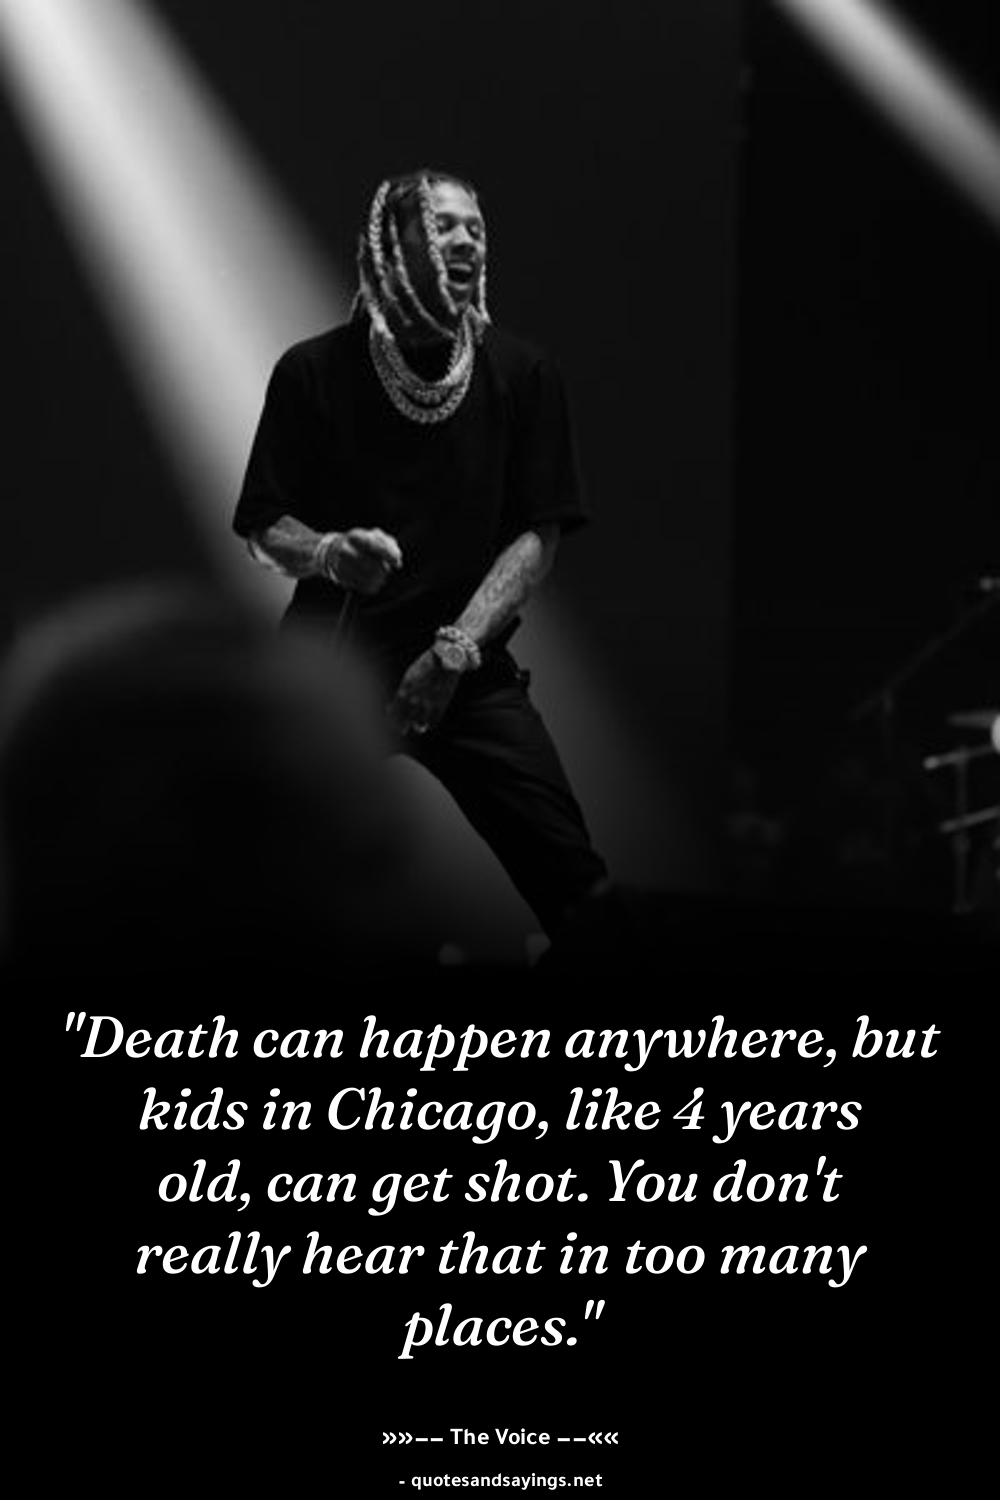 "Death can happen anywhere, but
kids in Chicago, like 4 years
old, can get shot. You don't
really hear that in too many
places."
»»–– The Voice ––««
- quotesandsayings.net